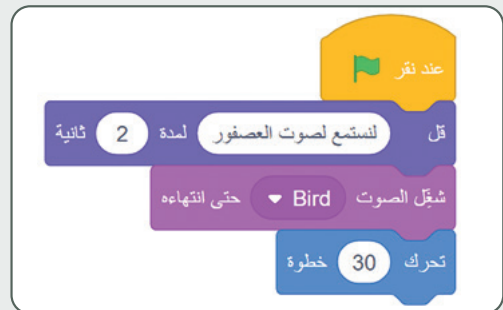 عند نقر
قل لنستمع لصوت العصفور لمدة 2 ثانية
شغّل الصوت Bird حتى انتهاءه
تحرك 30 خطوة